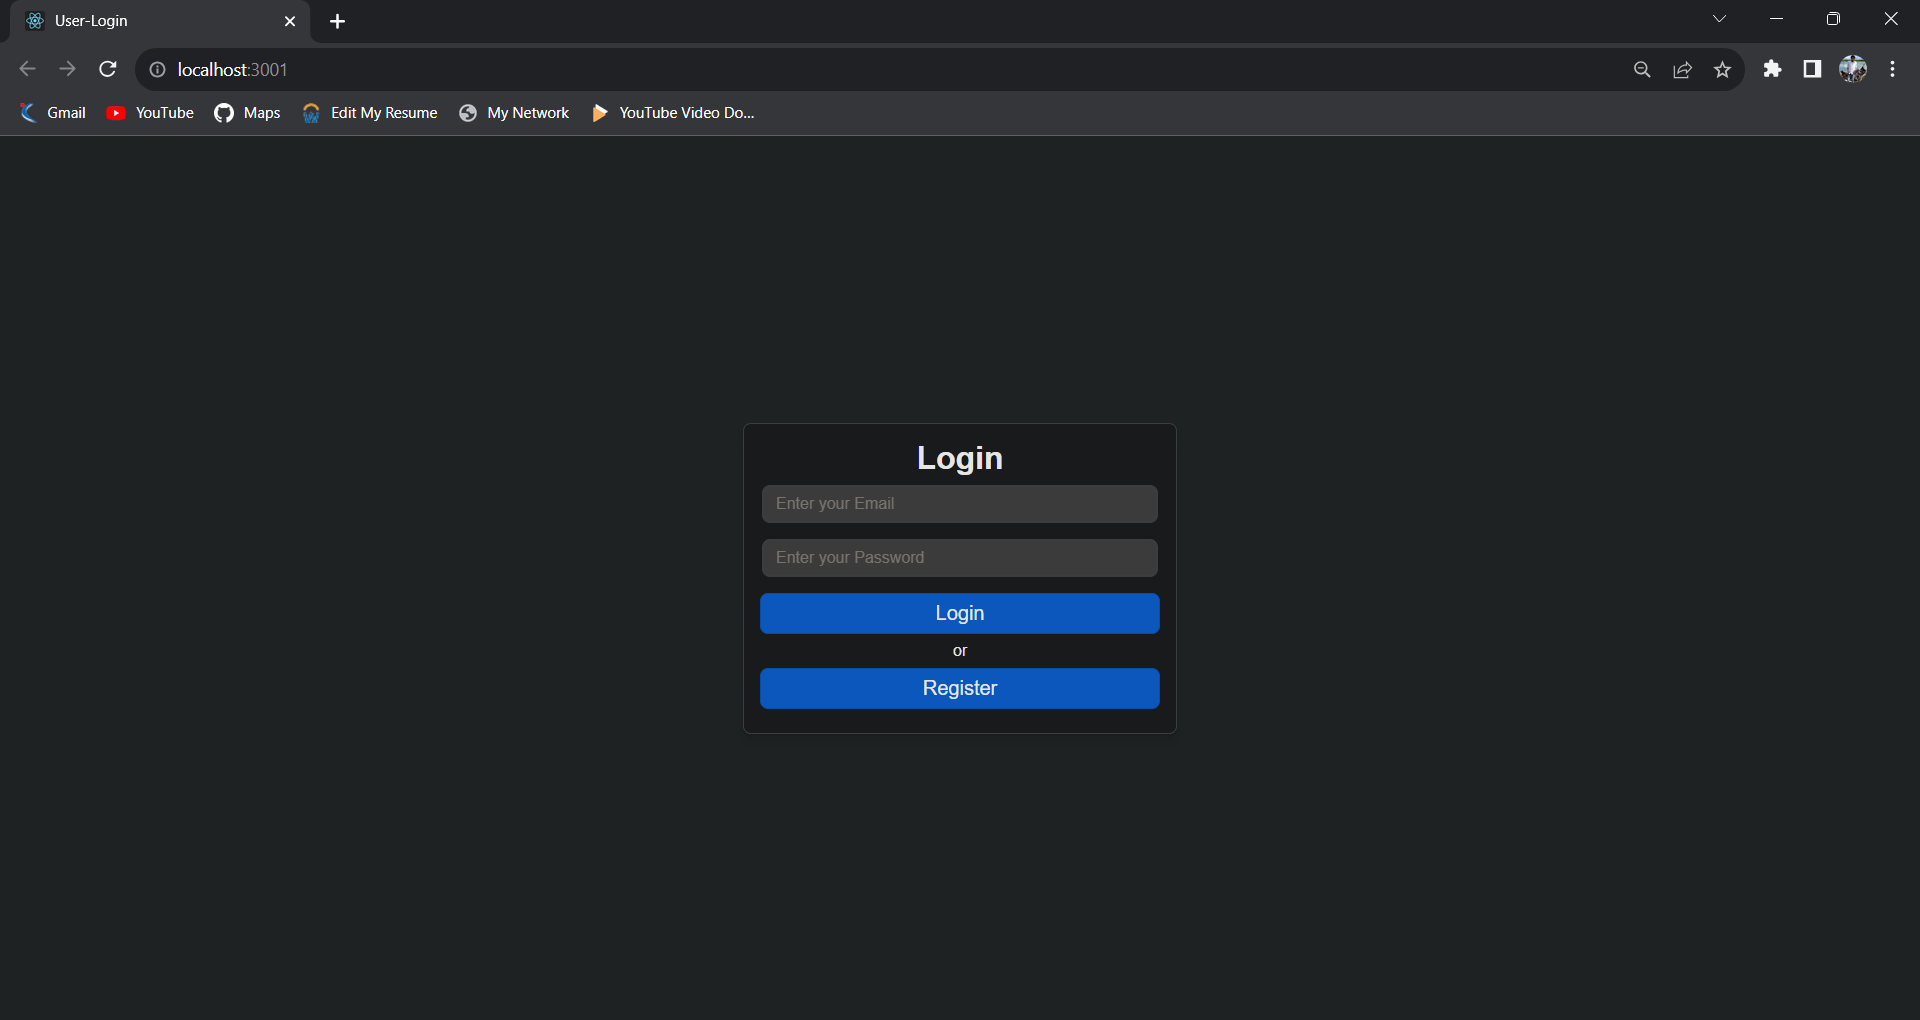 User-Login
localhost:3001
Gmail YouTube Maps Edit My Resume My Network YouTube Video Do...
Login
Enter your Email
Enter your Password
Login
or
Register